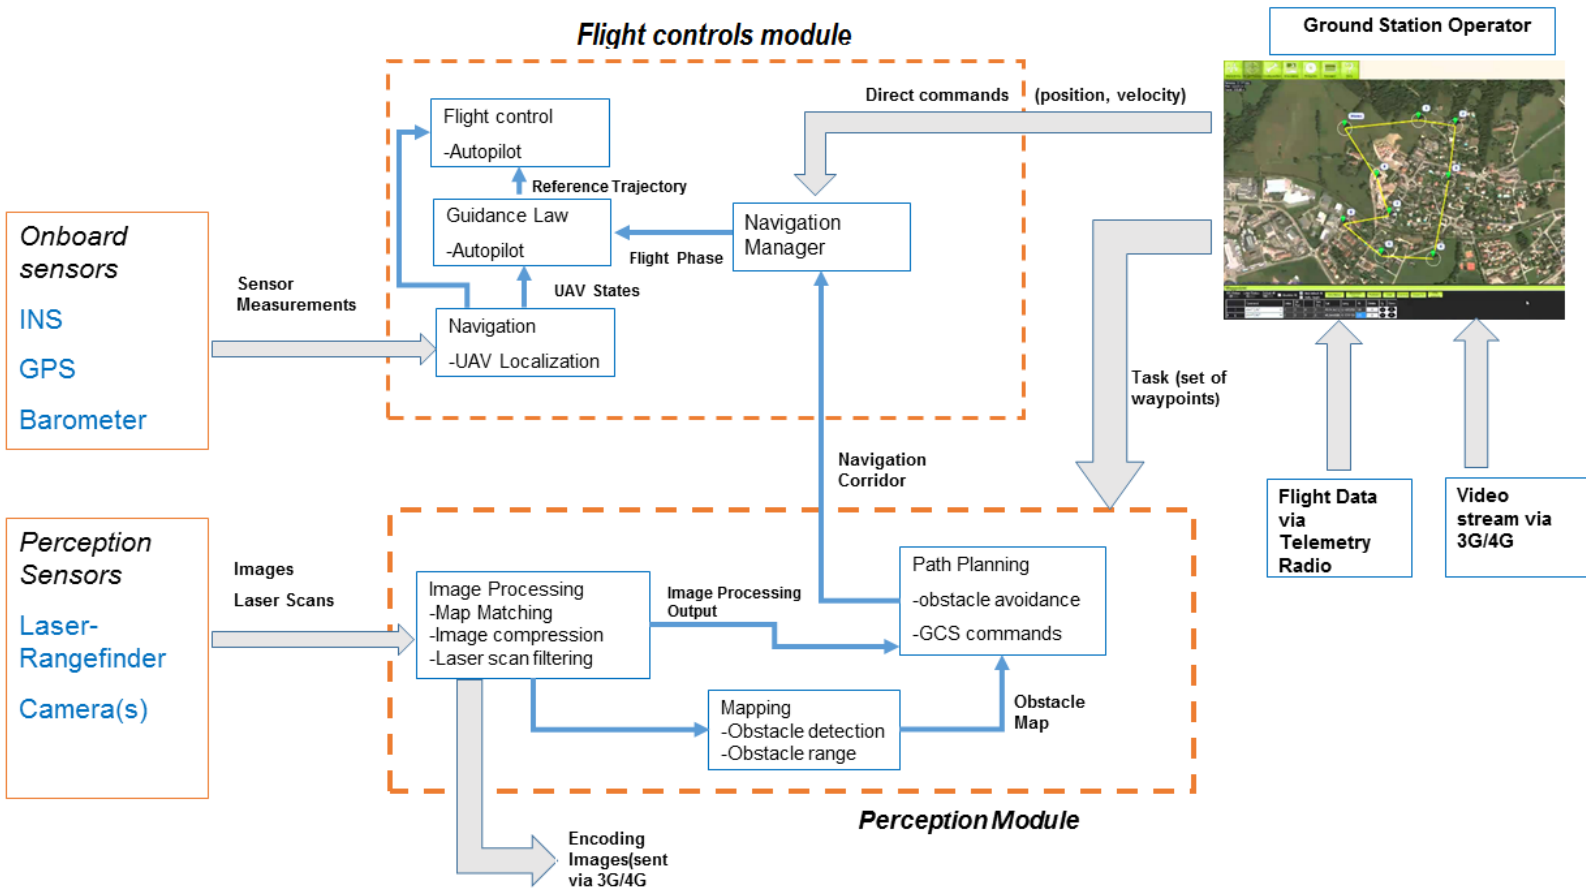 Flight controls module
Ground Station Operator
Direct commands (position, velocity)
Flight control
-Autopilot
Reference Trajectory
Guidance Law
-Autopilot
Navigation
Manager
Flight Phase
UAV States
Navigation
-UAV Localization
Onboard
sensors
INS
GPS
Barometer
Sensor
Measurements
Task (set of
waypoints)
Navigation
Corridor
Flight Data
via
Telemetry
Radio
Video
stream via
3G/4G
Perception
Sensors
Laser-
Rangefinder
Camera(s)
Images
Laser Scans
Image Processing
-Map Matching
-Image compression
-Laser scan filtering
Image Processing
Output
Path Planning
-obstacle avoidance
-GCS commands
Mapping
-Obstacle detection
-Obstacle range
Obstacle
Map
Perception Module
Encoding
Images(sent
via 3G/4G